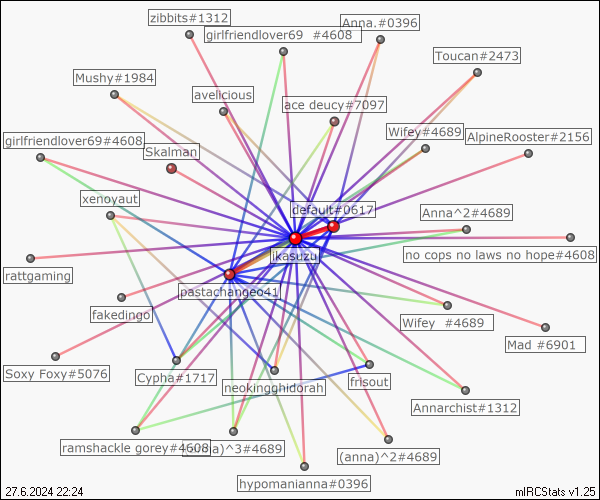 zibbits#1312
Anna.#0396
girlfriendlover69 #4608
Toucan#2473
Mushy#1984
avelicious
ace deucy#7097
Wifey#4689
AlpineRooster#2156
girlfriendlover69#4608
Skalman
xenoyaut
default#0617
Anna^2#4689
no cops no laws no hope#4608
jikasuzu
rattgaming
pastachangeo41
fakedingo
Wifey #4689
Mad #6901
Soxy Foxy#5076
Cypha#1717
neokingghidorah
frisout
Annarchist#1312
ramshackle gorey#4608
a)^3#4689
(anna)^2#4689
hypomanianna#0396
27.6.2024 22:24
mIRCStats v1.25